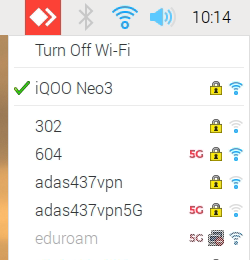 10:14
Turn Off Wi-Fi
iQOO Neo3
302
604 5G
adas437vpn
adas437vpn5G 5G
eduroam 5G